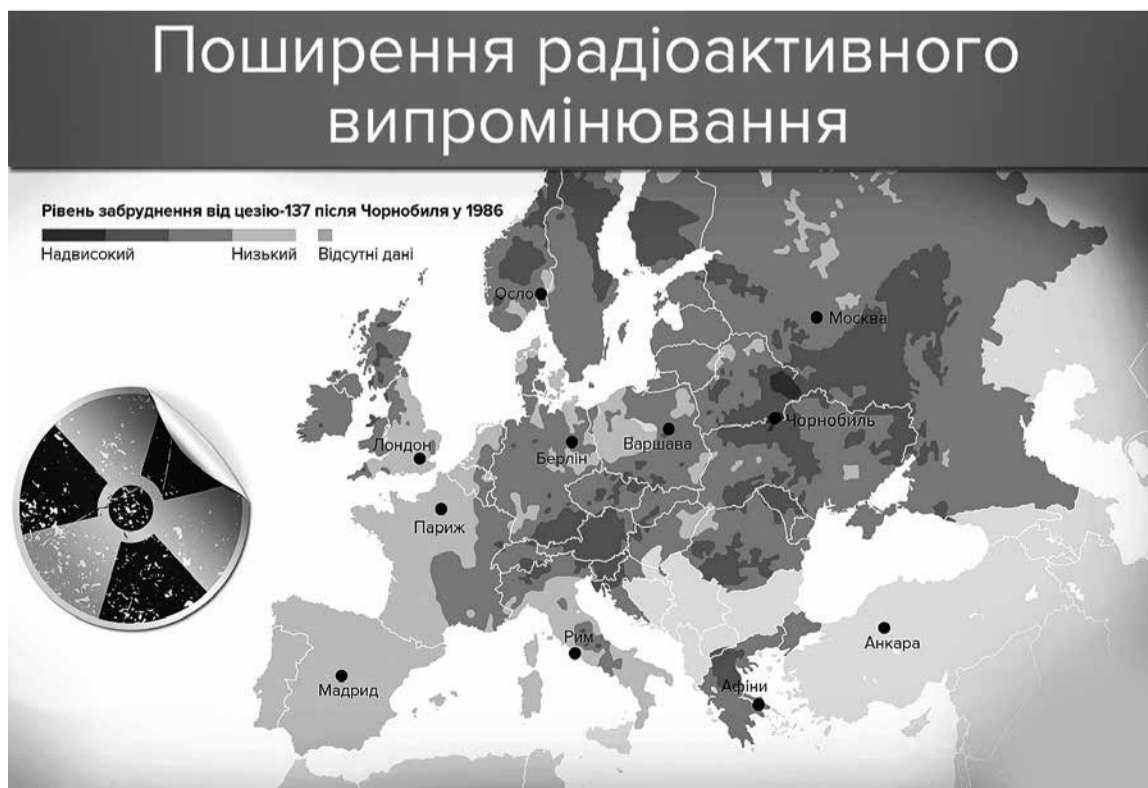 Поширення радіоактивного
випромінювання
Рівень забруднення від цезію-137 після Чорнобиля у 1986
Надвисокий Низький Відсутні дані
Осло
Москва
Чорнобиль
Лондон
Берлін
Варшава
Париж
Рим
Анкара
Мадрид
Афіни